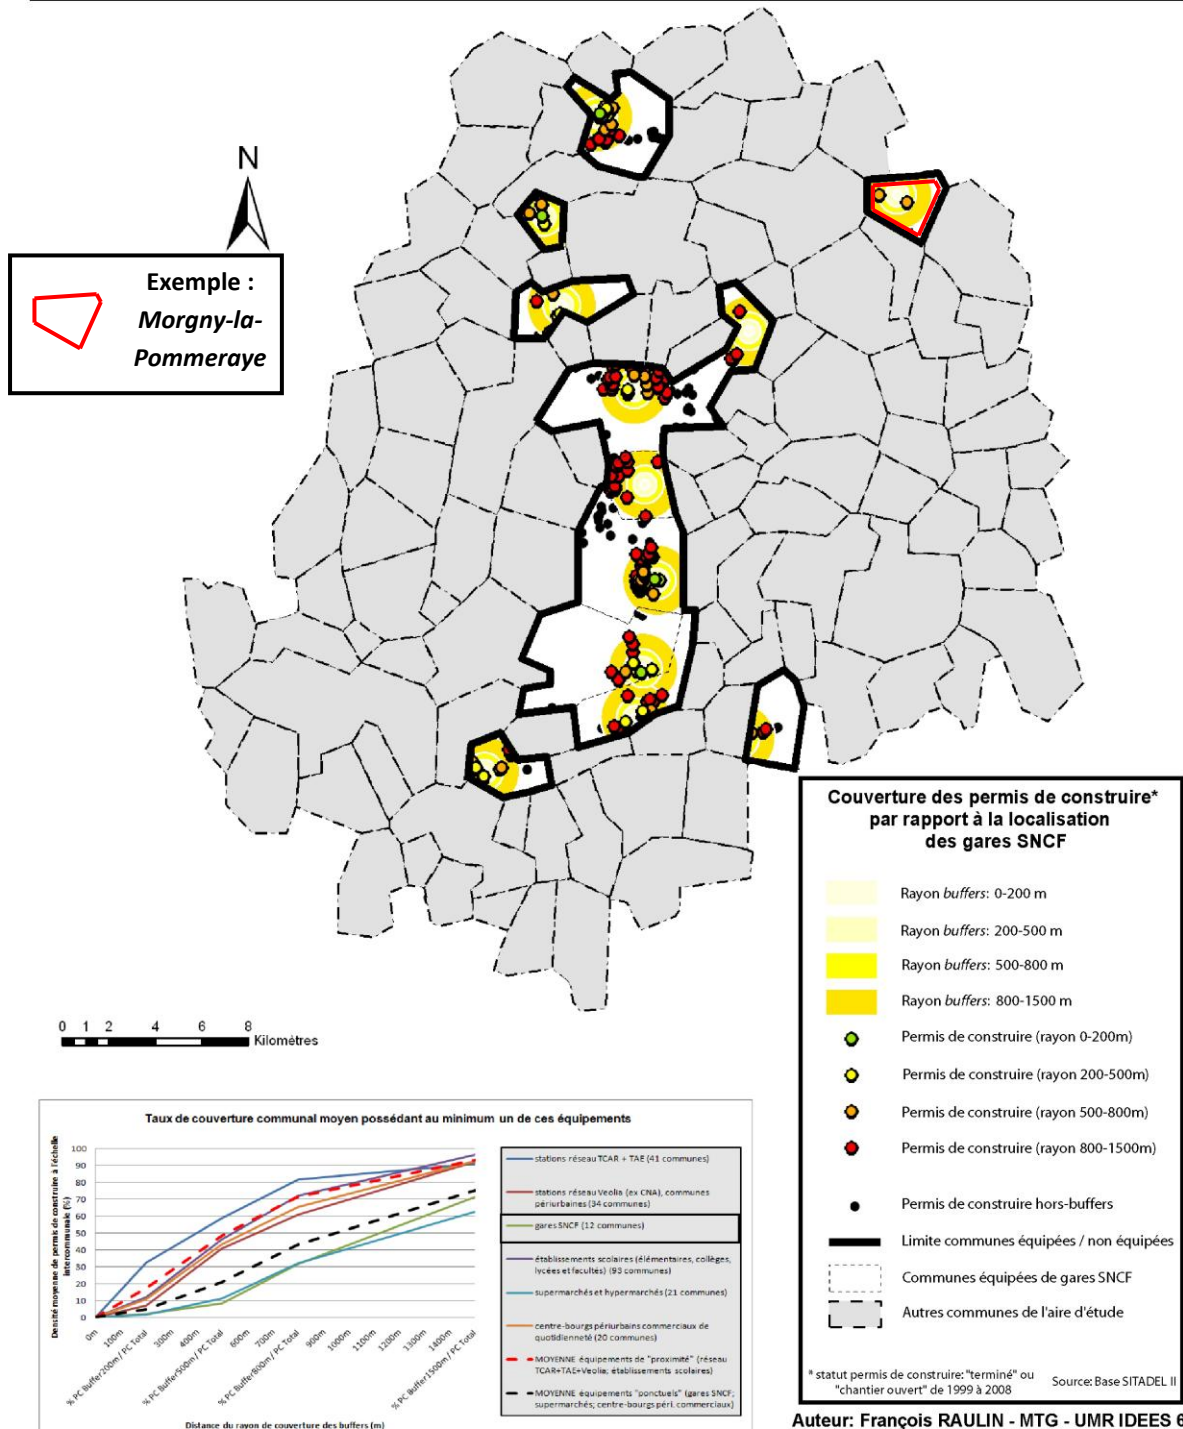 N
Exemple :
Morgny-la-
Pommeraye
0 1 2 4 6 8
Kilomètres
Couverture des permis de construire*
par rapport à la localisation
des gares SNCF
Rayon buffers: 0-200 m
Rayon buffers: 200-500 m
Rayon buffers: 500-800 m
Rayon buffers: 800-1500 m
Permis de construire (rayon 0-200m)
Permis de construire (rayon 200-500m)
Permis de construire (rayon 500-800m)
Permis de construire (rayon 800-1500m)
Permis de construire hors-buffers
Limite communes équipées / non équipées
Communes équipées de gares SNCF
Autres communes de l'aire d'étude
* statut permis de construire: "terminé" ou
"chantier ouvert" de 1999 à 2008
Source: Base SITADEL II
Auteur: François RAULIN - MTG - UMR IDEES 6
Taux de couverture communal moyen possédant au minimum un de ces équipements
Densité moyenne de permis de construire à l'échelle
intercommunale (%)
100
90
80
70
60
50
40
30
20
10
0
0m
100m
% PC Buffer200m / PC Total
300m
400m
% PC Buffer500m / PC Total
600m
700m
% PC Buffer800m / PC Total
900m
1000m
1100m
1200m
1300m
1400m
% PC Buffer1500m / PC Total
Distance du rayon de couverture des buffers (m)
stations réseau TCAR + TAE (41 communes)
stations réseau Veolia (ex CNA), communes
périurbaines (34 communes)
gares SNCF (12 communes)
établissements scolaires (élémentaires, collèges,
lycées et facultés) (93 communes)
supermarchés et hypermarchés (21 communes)
centre-bourgs périurbains commerciaux de
quotidienneté (20 communes)
MOYENNE équipements de "proximité" (réseau
TCAR+TAE+Veolia; établissements scolaires)
MOYENNE équipements "ponctuels" (gares SNCF;
supermarchés; centre-bourgs péri. commerciaux)